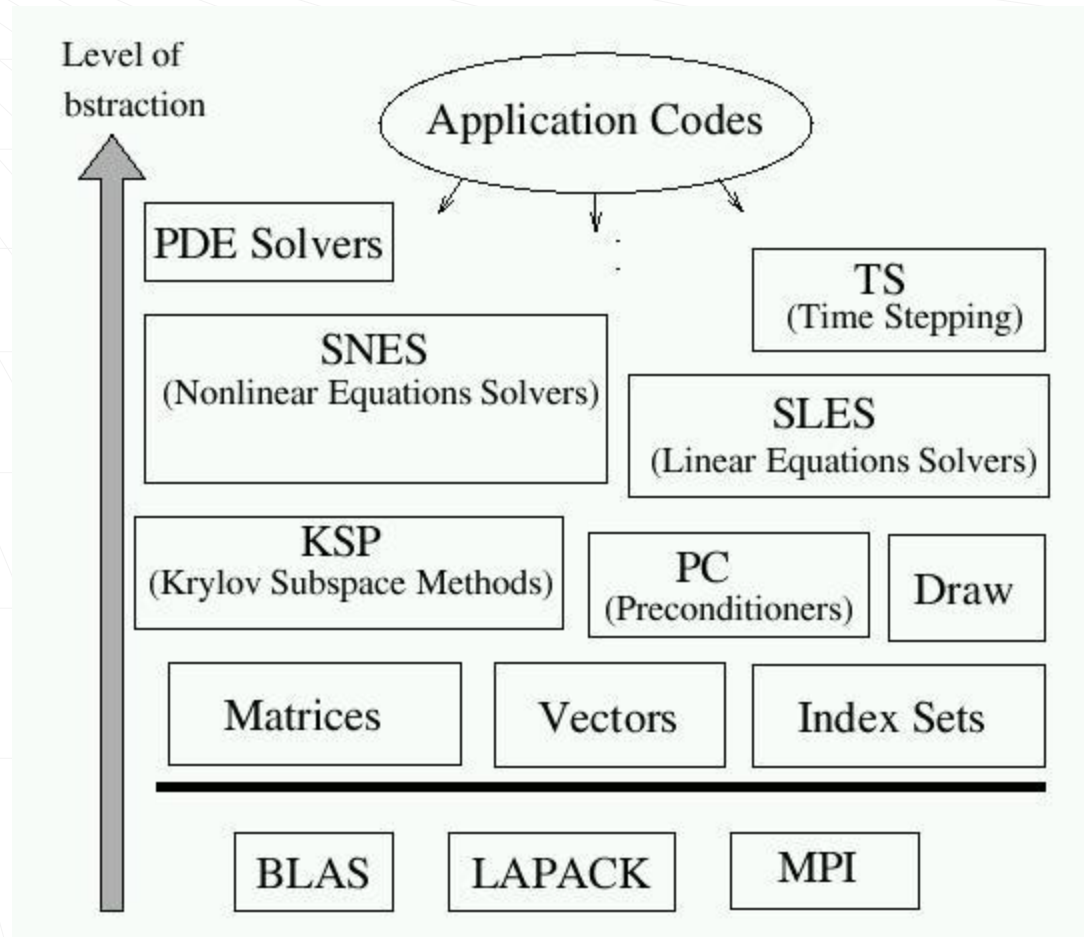 Level of
bstraction
Application Codes
PDE Solvers
TS
(Time Stepping)
SNES
(Nonlinear Equations Solvers)
SLES
(Linear Equations Solvers)
KSP
(Krylov Subspace Methods)
PC
(Preconditioners)
Draw
Matrices
Vectors
Index Sets
BLAS
LAPACK
MPI